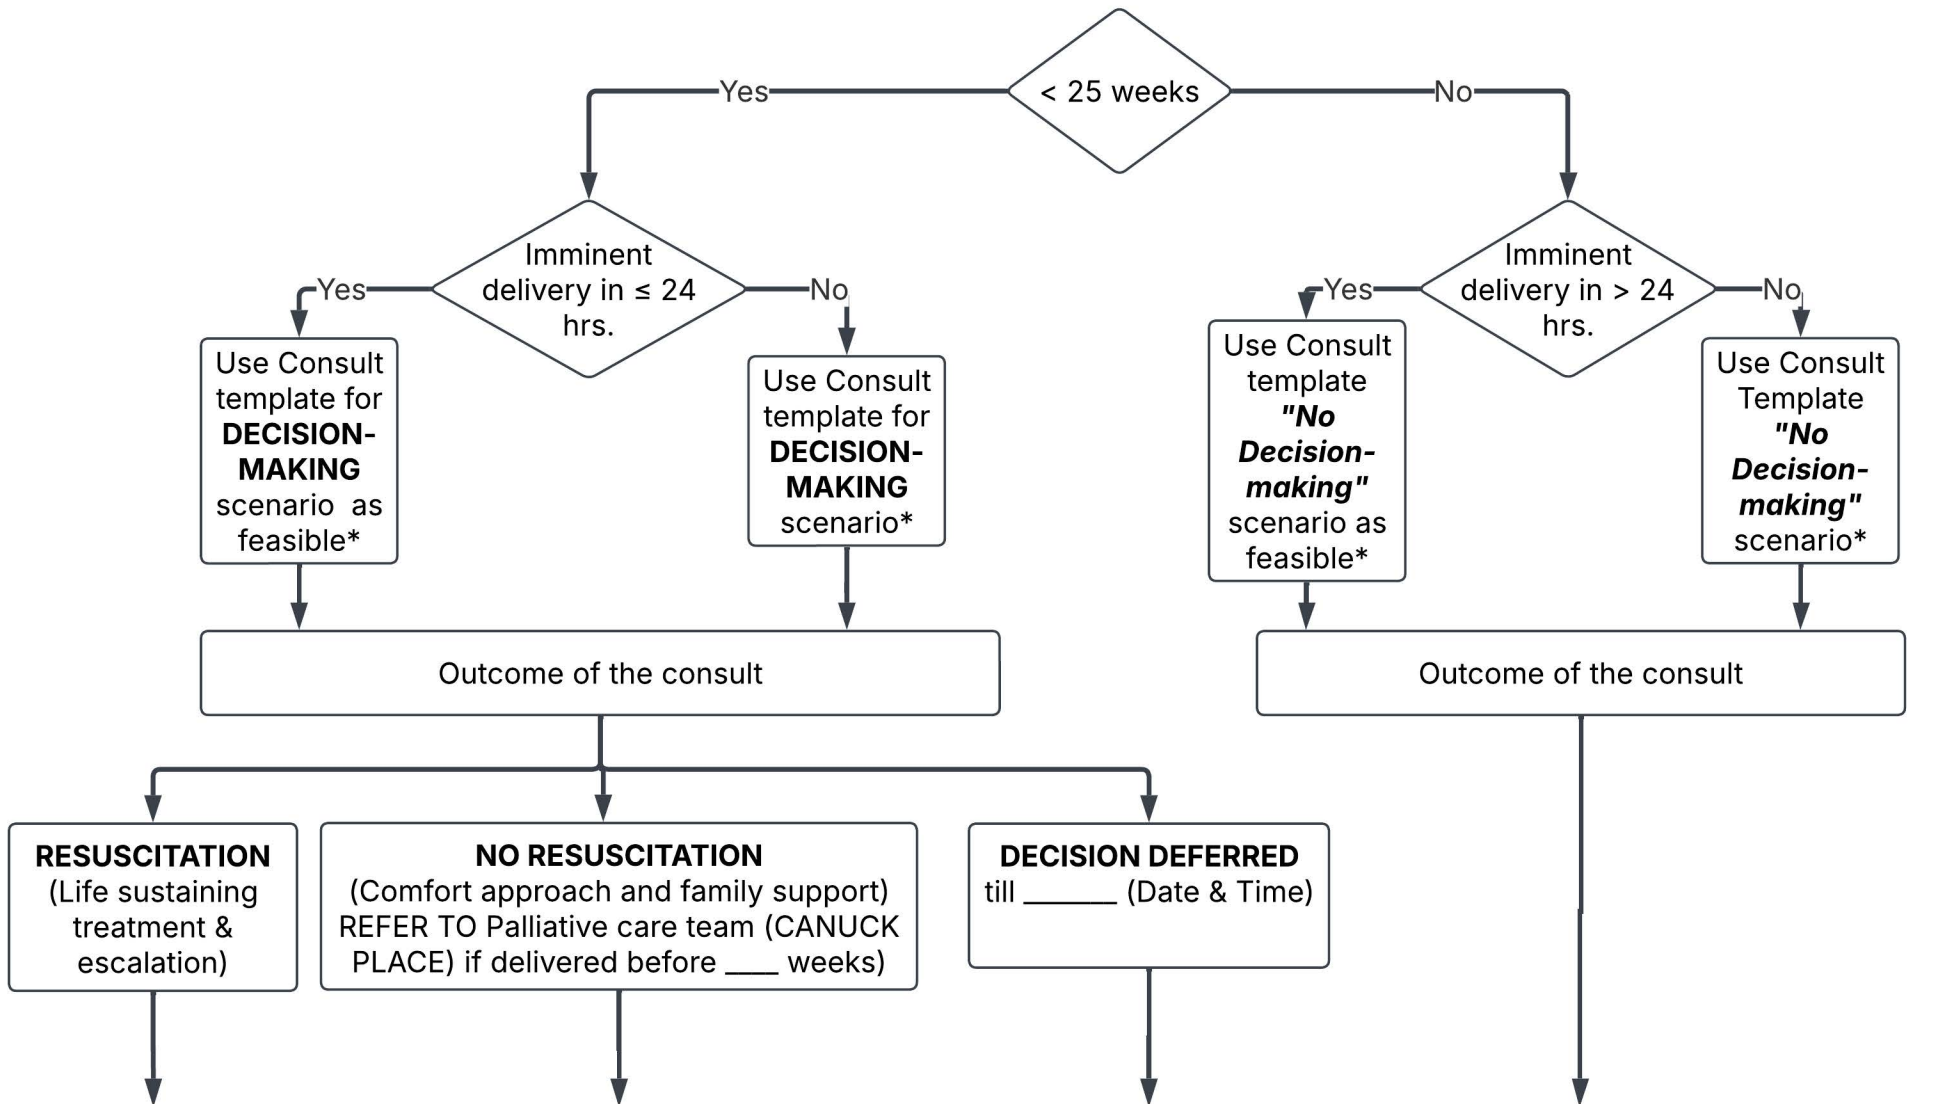 < 25 weeks
Yes
No
Imminent
delivery in ≤ 24
hrs.
Yes
No
Imminent
delivery in > 24
hrs.
Yes
No
Use Consult
template for
DECISION-
MAKING
scenario as
feasible*
Use Consult
template for
DECISION-
MAKING
scenario*
Use Consult
template
"No
Decision-
making"
scenario as
feasible*
Use Consult
Template
"No
Decision-
making"
scenario*
Outcome of the consult
Outcome of the consult
RESUSCITATION
(Life sustaining
treatment &
escalation)
NO RESUSCITATION
(Comfort approach and family support)
REFER TO Palliative care team (CANUCK
PLACE) if delivered before ____ weeks)
DECISION DEFERRED
till _______ (Date & Time)